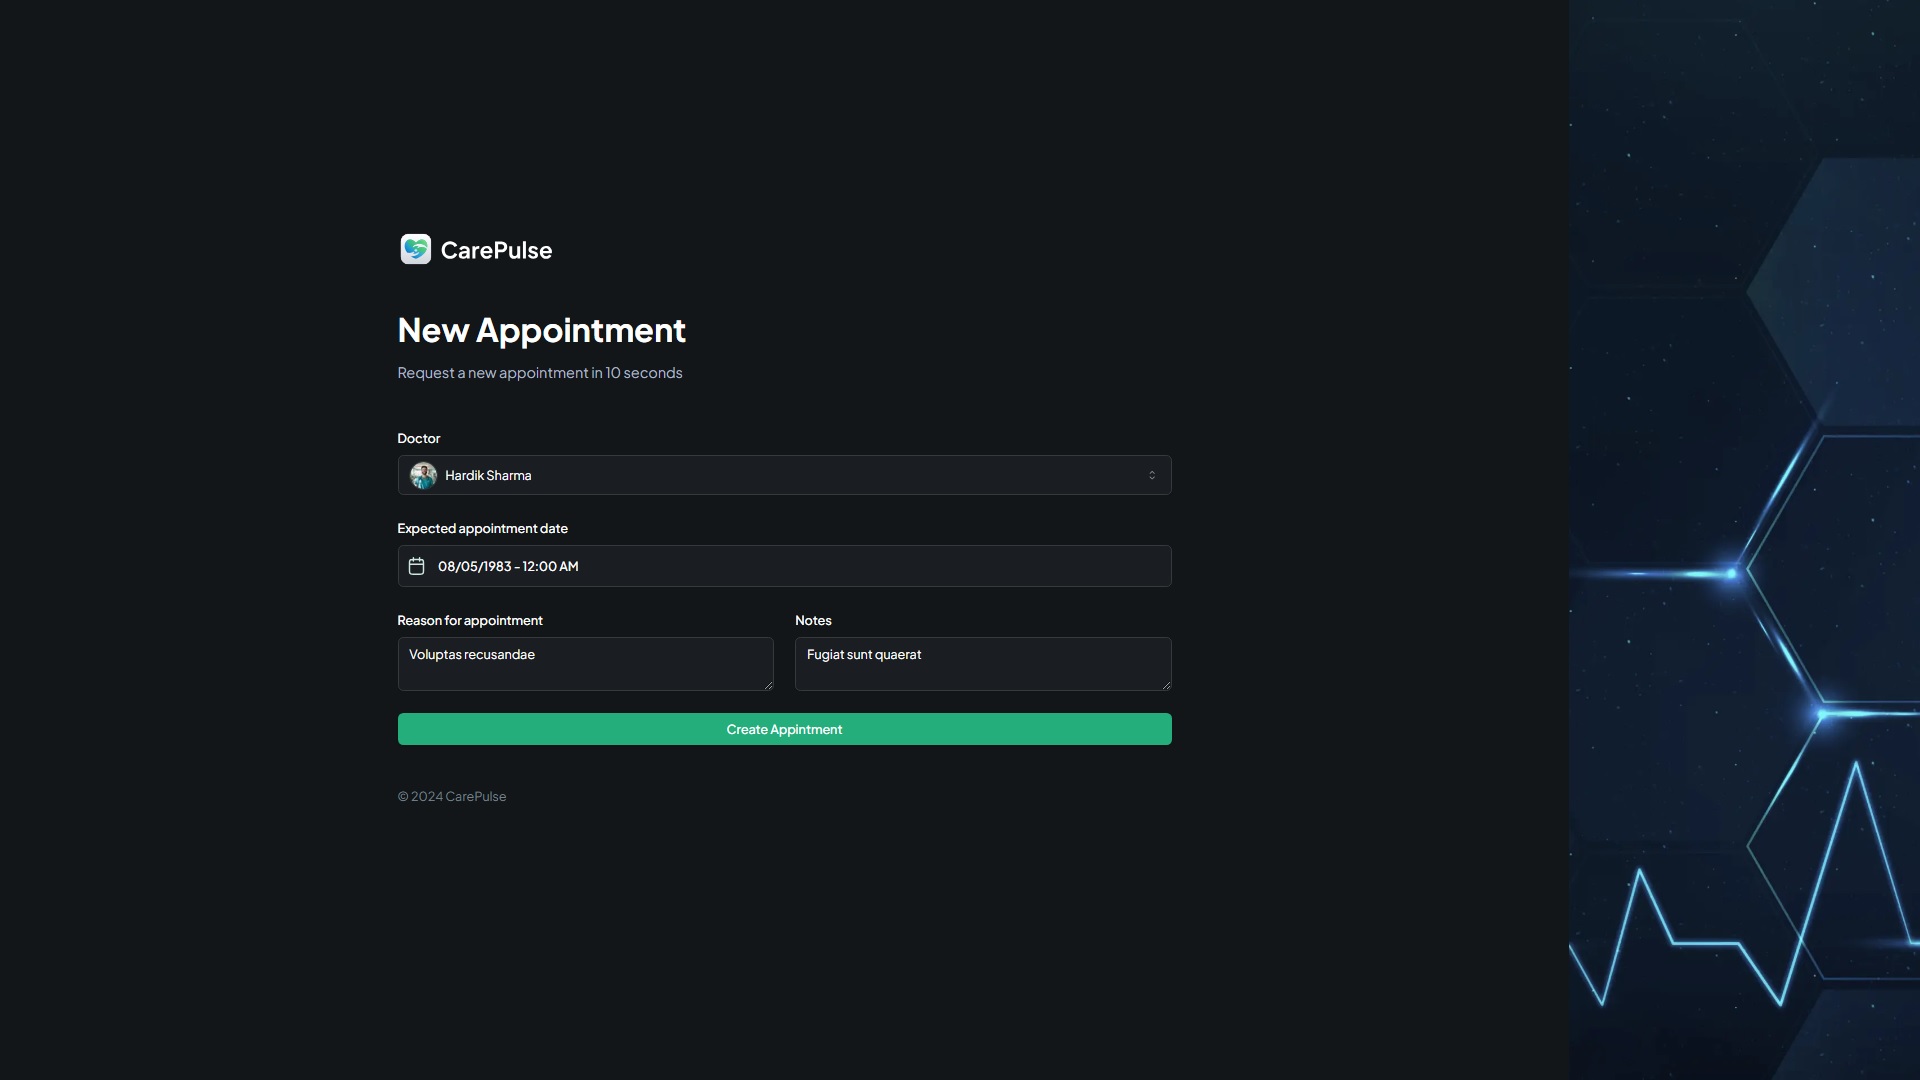 CarePulse
New Appointment
Request a new appointment in 10 seconds
Doctor
Hardik Sharma
Expected appointment date
08/05/1983 - 12:00 AM
Reason for appointment
Notes
Voluptas recusandae
Fugiat sunt quaerat
Create Appintment
© 2024 CarePulse